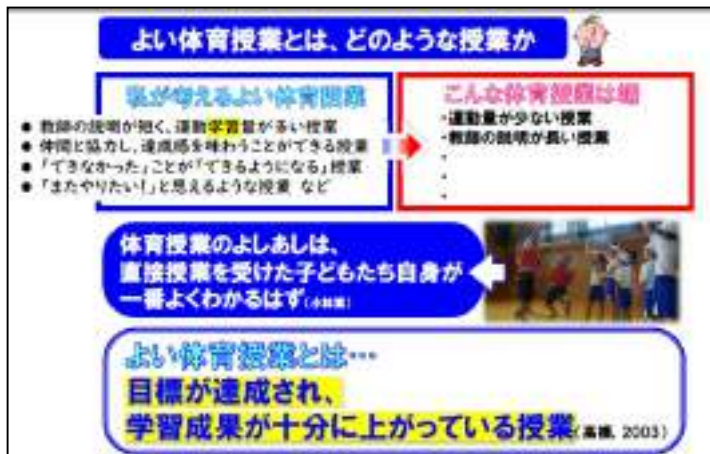 よい体育授業とは、どのような授業か
私が考えるよい体育授業
● 教師の説明が短く、運動学習量が多い授業
● 仲間と協力し、達成感を味わうことができる授業
● 「できなかった」ことが「できるようになる」授業
● 「またやりたい!」と思えるような授業 など
こんな体育授業は嫌
・運動量が少ない授業
・教師の説明が長い授業
・
・
・
体育授業のよしあしは、
直接授業を受けた子どもたち自身が
一番よくわかるはず
よい体育授業とは…
目標が達成され、
学習成果が十分に上がっている授業(高橋, 2003)